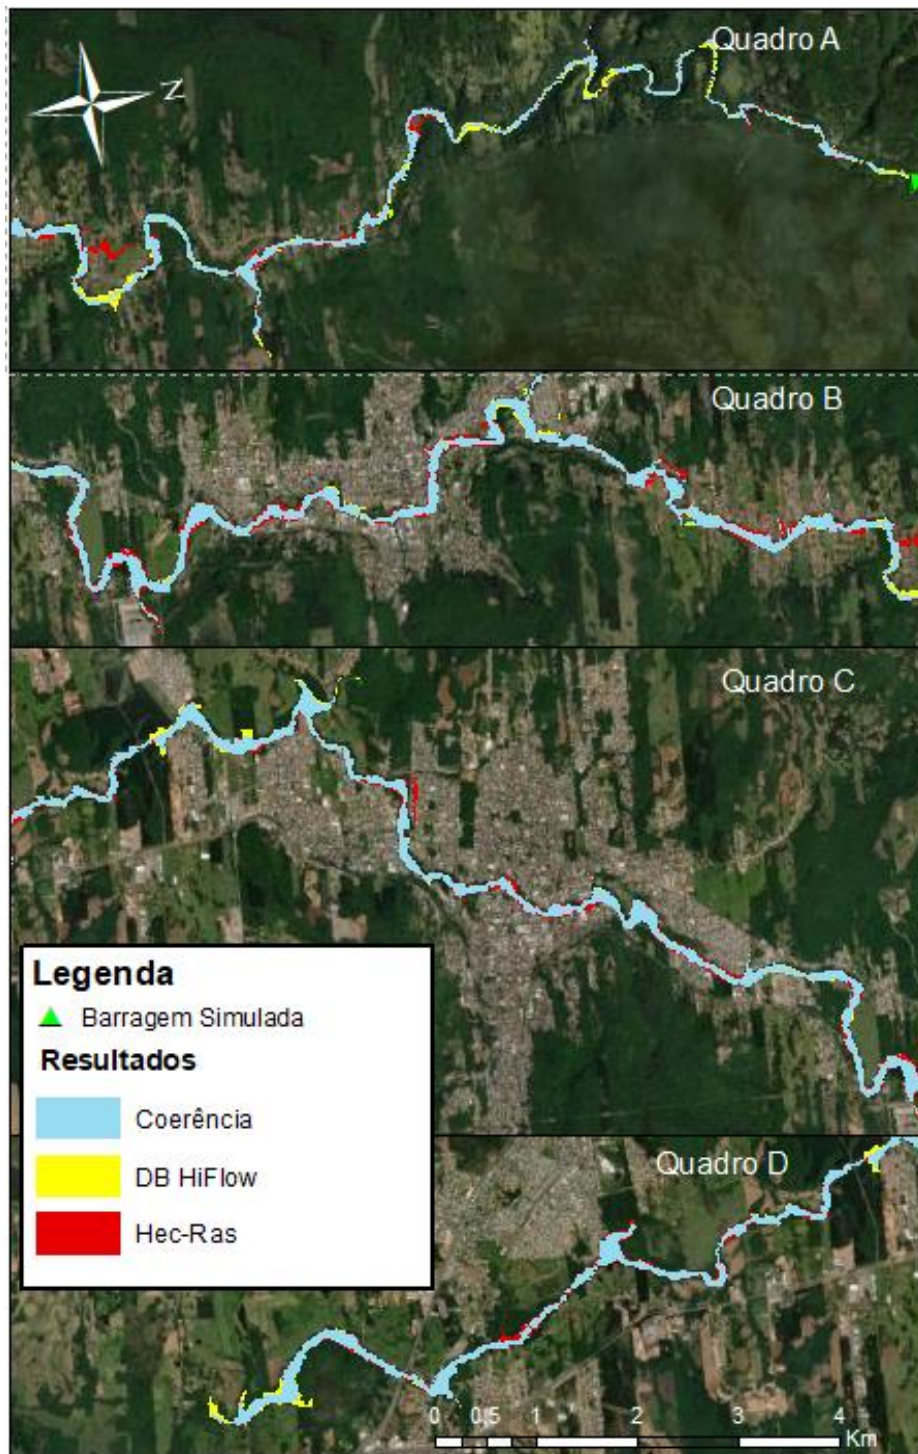 Quadro A
N
Quadro B
Quadro C
Legenda
Barragem Simulada
Resultados
Coerência
DB HiFlow
Hec-Ras
Quadro D
0 0,5 1 2 3 4
Km